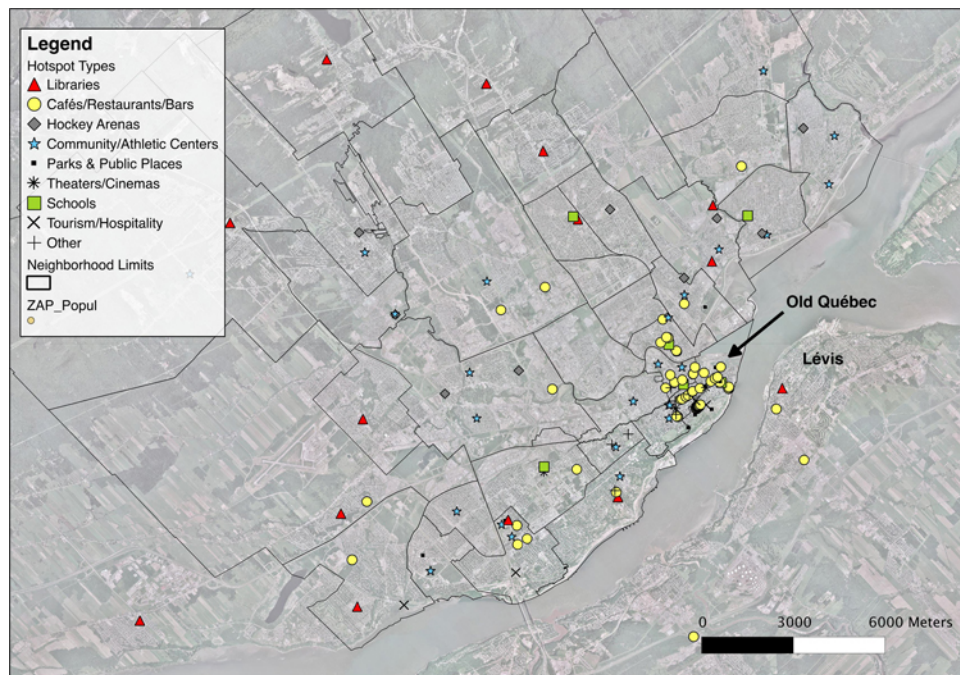 Legend
Hotspot Types
Libraries
Cafés/Restaurants/Bars
Hockey Arenas
Community/Athletic Centers
Parks & Public Places
Theaters/Cinemas
Schools
Tourism/Hospitality
Other
Neighborhood Limits
ZAP_Popul
Old Québec
Lévis
0 3000 6000 Meters